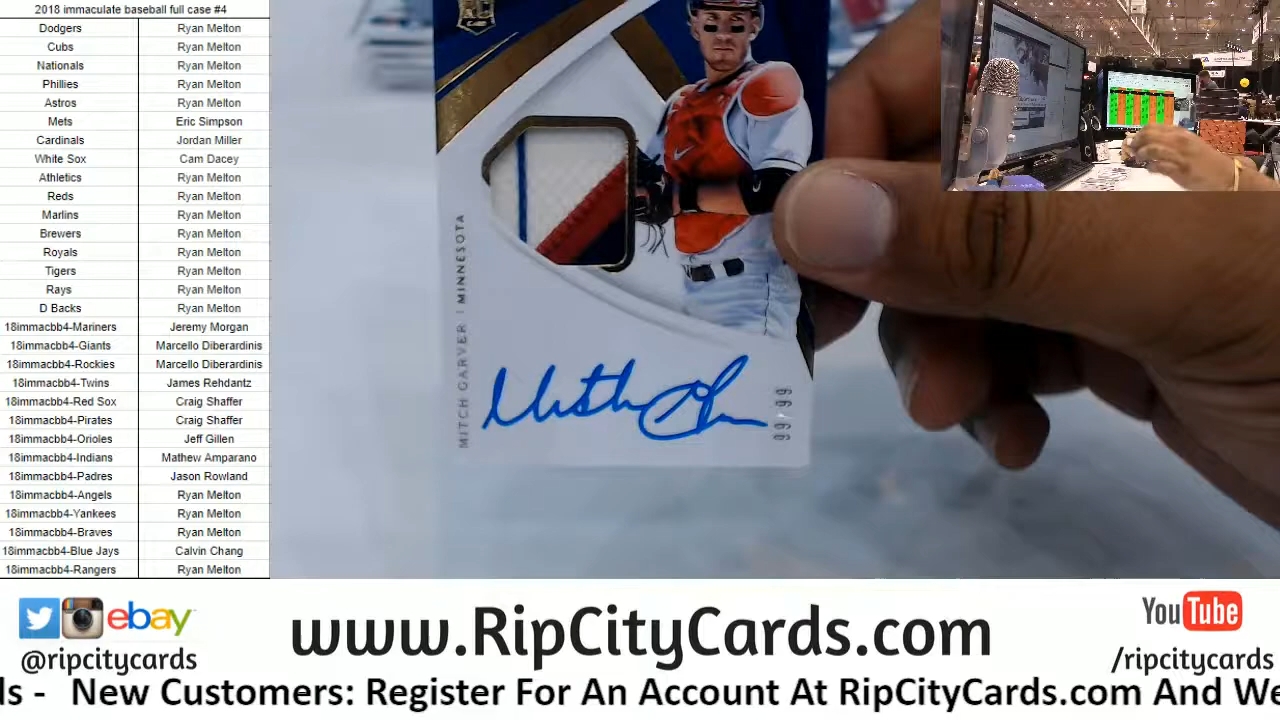 2018 immaculate baseball full case #4
Dodgers Ryan Melton
Cubs Ryan Melton
Nationals Ryan Melton
Phillies Ryan Melton
Astros Ryan Melton
Mets Eric Simpson
Cardinals Jordan Miller
White Sox Cam Dacey
Athletics Ryan Melton
Reds Ryan Melton
Marlins Ryan Melton
Brewers Ryan Melton
Royals Ryan Melton
Tigers Ryan Melton
Rays Ryan Melton
D Backs Ryan Melton
18immacbb4-Mariners Jeremy Morgan
18immacbb4-Giants Marcello Diberardinis
18immacbb4-Rockies Marcello Diberardinis
18immacbb4-Twins James Rehdantz
18immacbb4-Red Sox Craig Shaffer
18immacbb4-Pirates Craig Shaffer
18immacbb4-Orioles Jeff Gillen
18immacbb4-Indians Mathew Amparano
18immacbb4-Padres Jason Rowland
18immacbb4-Angels Ryan Melton
18immacbb4-Yankees Ryan Melton
18immacbb4-Braves Ryan Melton
18immacbb4-Blue Jays Calvin Chang
18immacbb4-Rangers Ryan Melton
MITCH GARVER | MINNESOTA
99/99
ebay
@ripcitycards
www.RipCityCards.com
YouTube
/ripcitycards
ds - New Customers: Register For An Account At RipCityCards.com And We